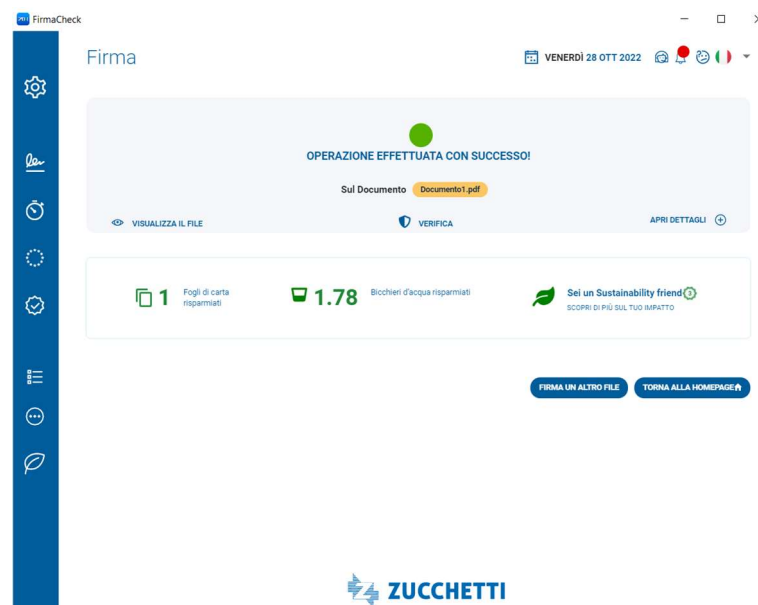 FirmaCheck
Firma
VENERDÌ 28 OTT 2022
OPERAZIONE EFFETTUATA CON SUCCESSO!
Sul Documento Documento1.pdf
VISUALIZZA IL FILE
VERIFICA
APRI DETTAGLI
1 Fogli di carta
risparmiati
1.78 Bicchieri d'acqua risparmiati
Sei un Sustainability friend
SCOPRI DI PIÙ SUL TUO IMPATTO
FIRMA UN ALTRO FILE
TORNA ALLA HOMEPAGE
ZUCCHETTI